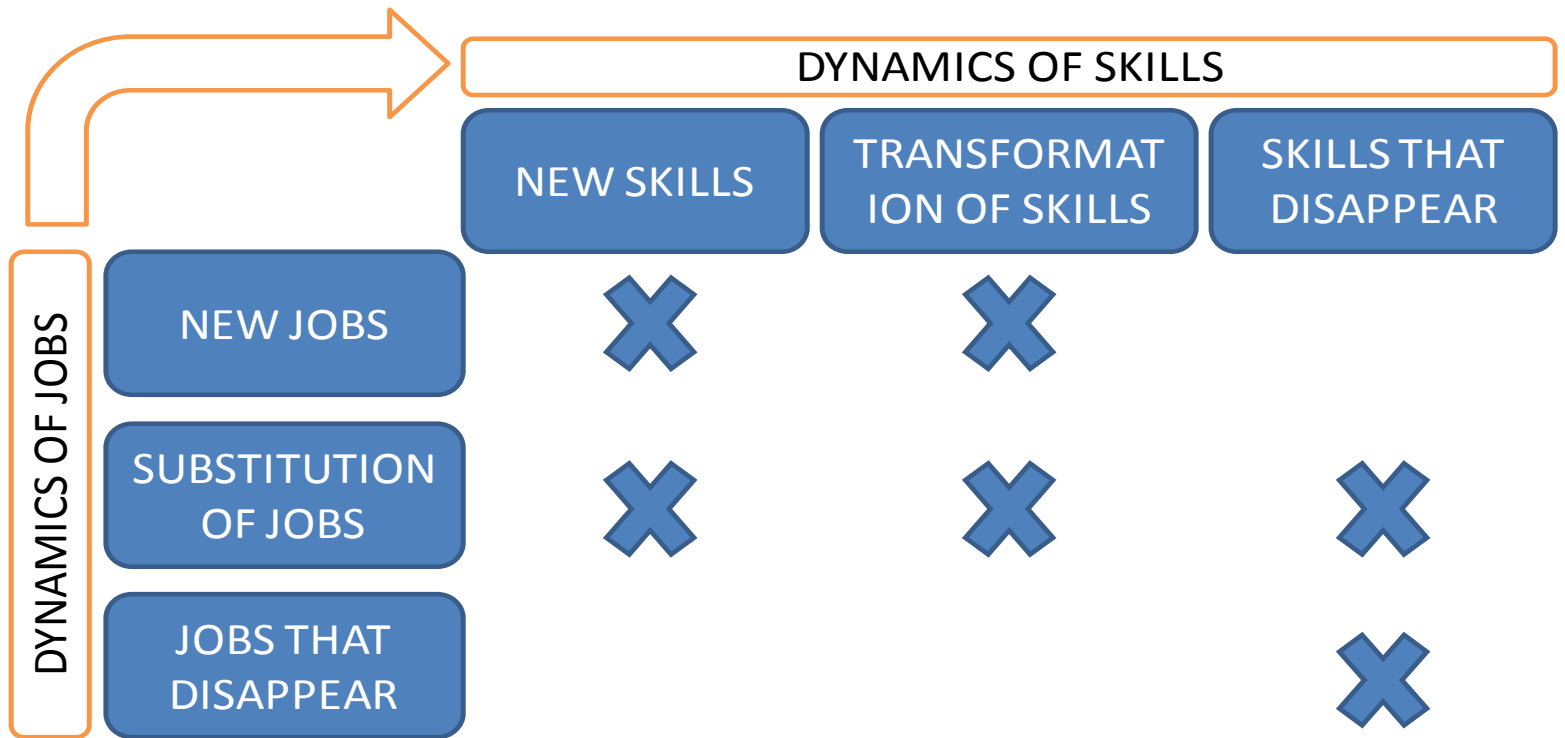 DYNAMICS OF SKILLS
NEW SKILLS
TRANSFORMAT
ION OF SKILLS
SKILLS THAT
DISAPPEAR
DYNAMICS OF JOBS
NEW JOBS
SUBSTITUTION
OF JOBS
JOBS THAT
DISAPPEAR